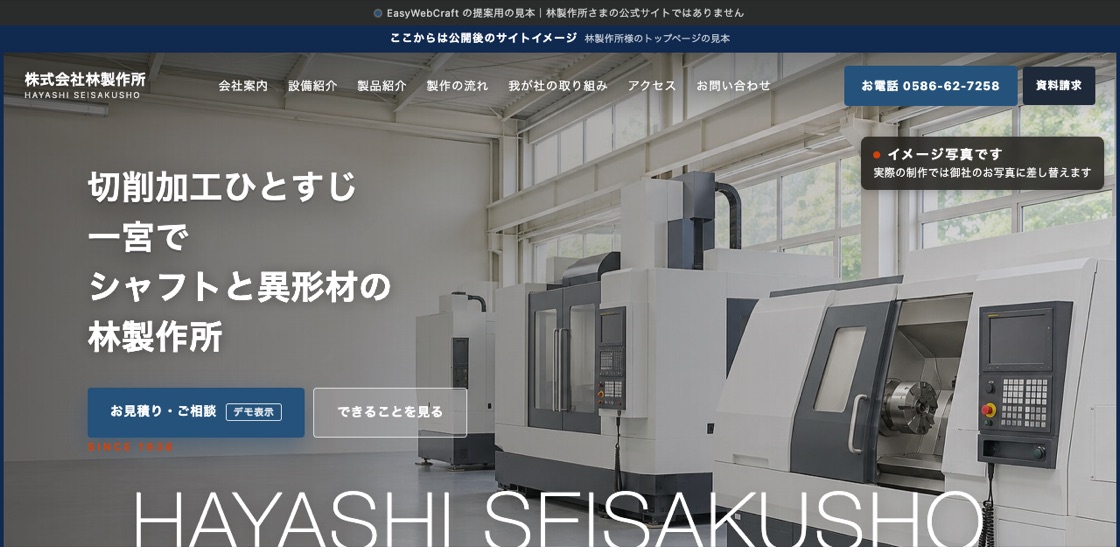 EasyWebCraft の提案用の見本｜林製作所さまの公式サイトではありません
ここからは公開後のサイトイメージ 林製作所様のトップページの見本
株式会社林製作所
HAYASHI SEISAKUSHO
会社案内 設備紹介 製品紹介 製作の流れ 我が社の取り組み アクセス お問い合わせ
お電話 0586-62-7258 資料請求
イメージ写真です
実際の制作では御社のお写真に差し替えます
切削加工ひとすじ
一宮で
シャフトと異形材の
林製作所
お見積り・ご相談 デモ表示 できることを見る
HAYASHI SEISAKUSHO